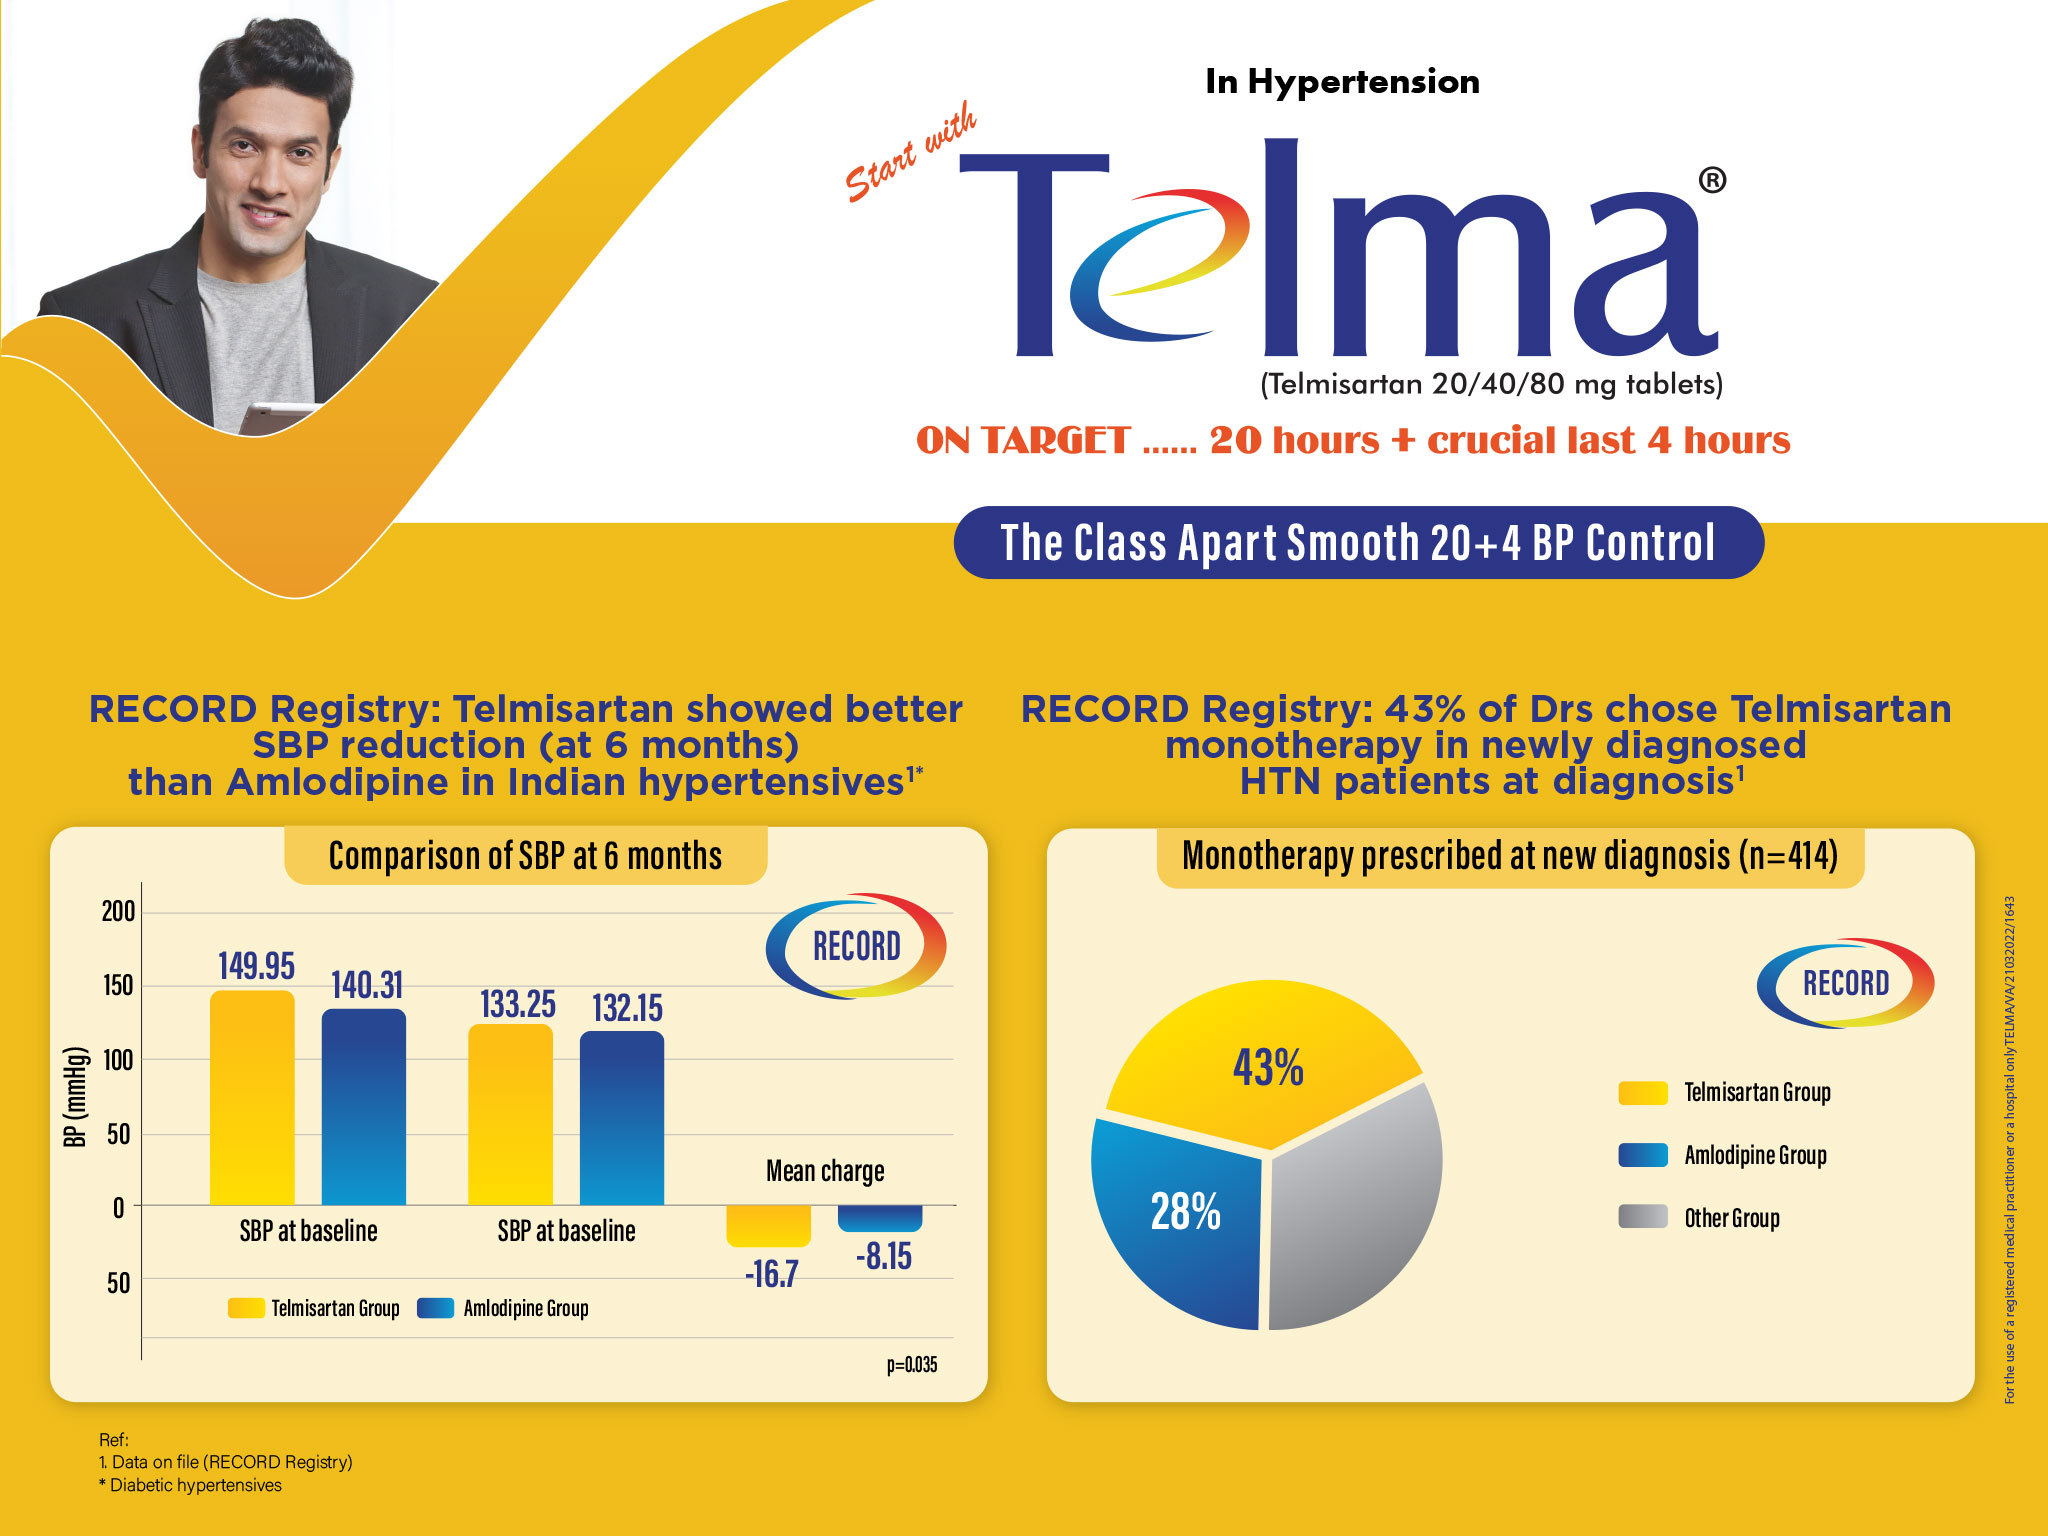 In Hypertension
Start with
Telma®
(Telmisartan 20/40/80 mg tablets)
ON TARGET ...... 20 hours + crucial last 4 hours
The Class Apart Smooth 20+4 BP Control
RECORD Registry: Telmisartan showed better
SBP reduction (at 6 months)
than Amlodipine in Indian hypertensives1*
Comparison of SBP at 6 months
RECORD
BP (mmHg)
200
150
100
50
0
50
149.95
140.31
133.25
132.15
Mean charge
-16.7
-8.15
SBP at baseline
SBP at baseline
Telmisartan Group
Amlodipine Group
p=0.035
RECORD Registry: 43% of Drs chose Telmisartan
monotherapy in newly diagnosed
HTN patients at diagnosis1
Monotherapy prescribed at new diagnosis (n=414)
RECORD
43%
28%
Telmisartan Group
Amlodipine Group
Other Group
For the use of a registered medical practitioner or a hospital only TELMA/VA/21032022/1643
Ref:
1. Data on file (RECORD Registry)
* Diabetic hypertensives